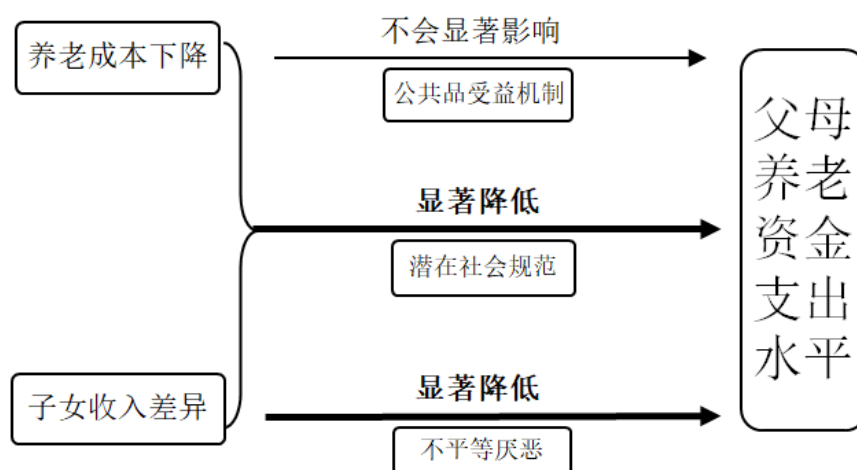 养老成本下降
不会显著影响
公共品受益机制
显著降低
潜在社会规范
子女收入差异
显著降低
不平等厌恶
父母
养老
资金
支出
水平